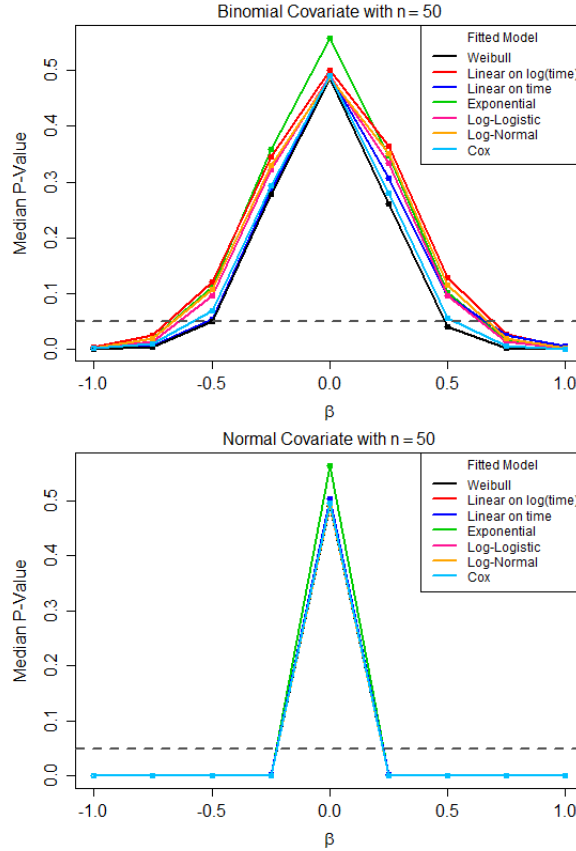 Binomial Covariate with n = 50
Median P-Value
0.0 0.1 0.2 0.3 0.4 0.5
Fitted Model
Weibull
Linear on log(time)
Linear on time
Exponential
Log-Logistic
Log-Normal
Cox
-1.0 -0.5 0.0 0.5 1.0
β
Normal Covariate with n = 50
Median P-Value
0.0 0.1 0.2 0.3 0.4 0.5
Fitted Model
Weibull
Linear on log(time)
Linear on time
Exponential
Log-Logistic
Log-Normal
Cox
-1.0 -0.5 0.0 0.5 1.0
β